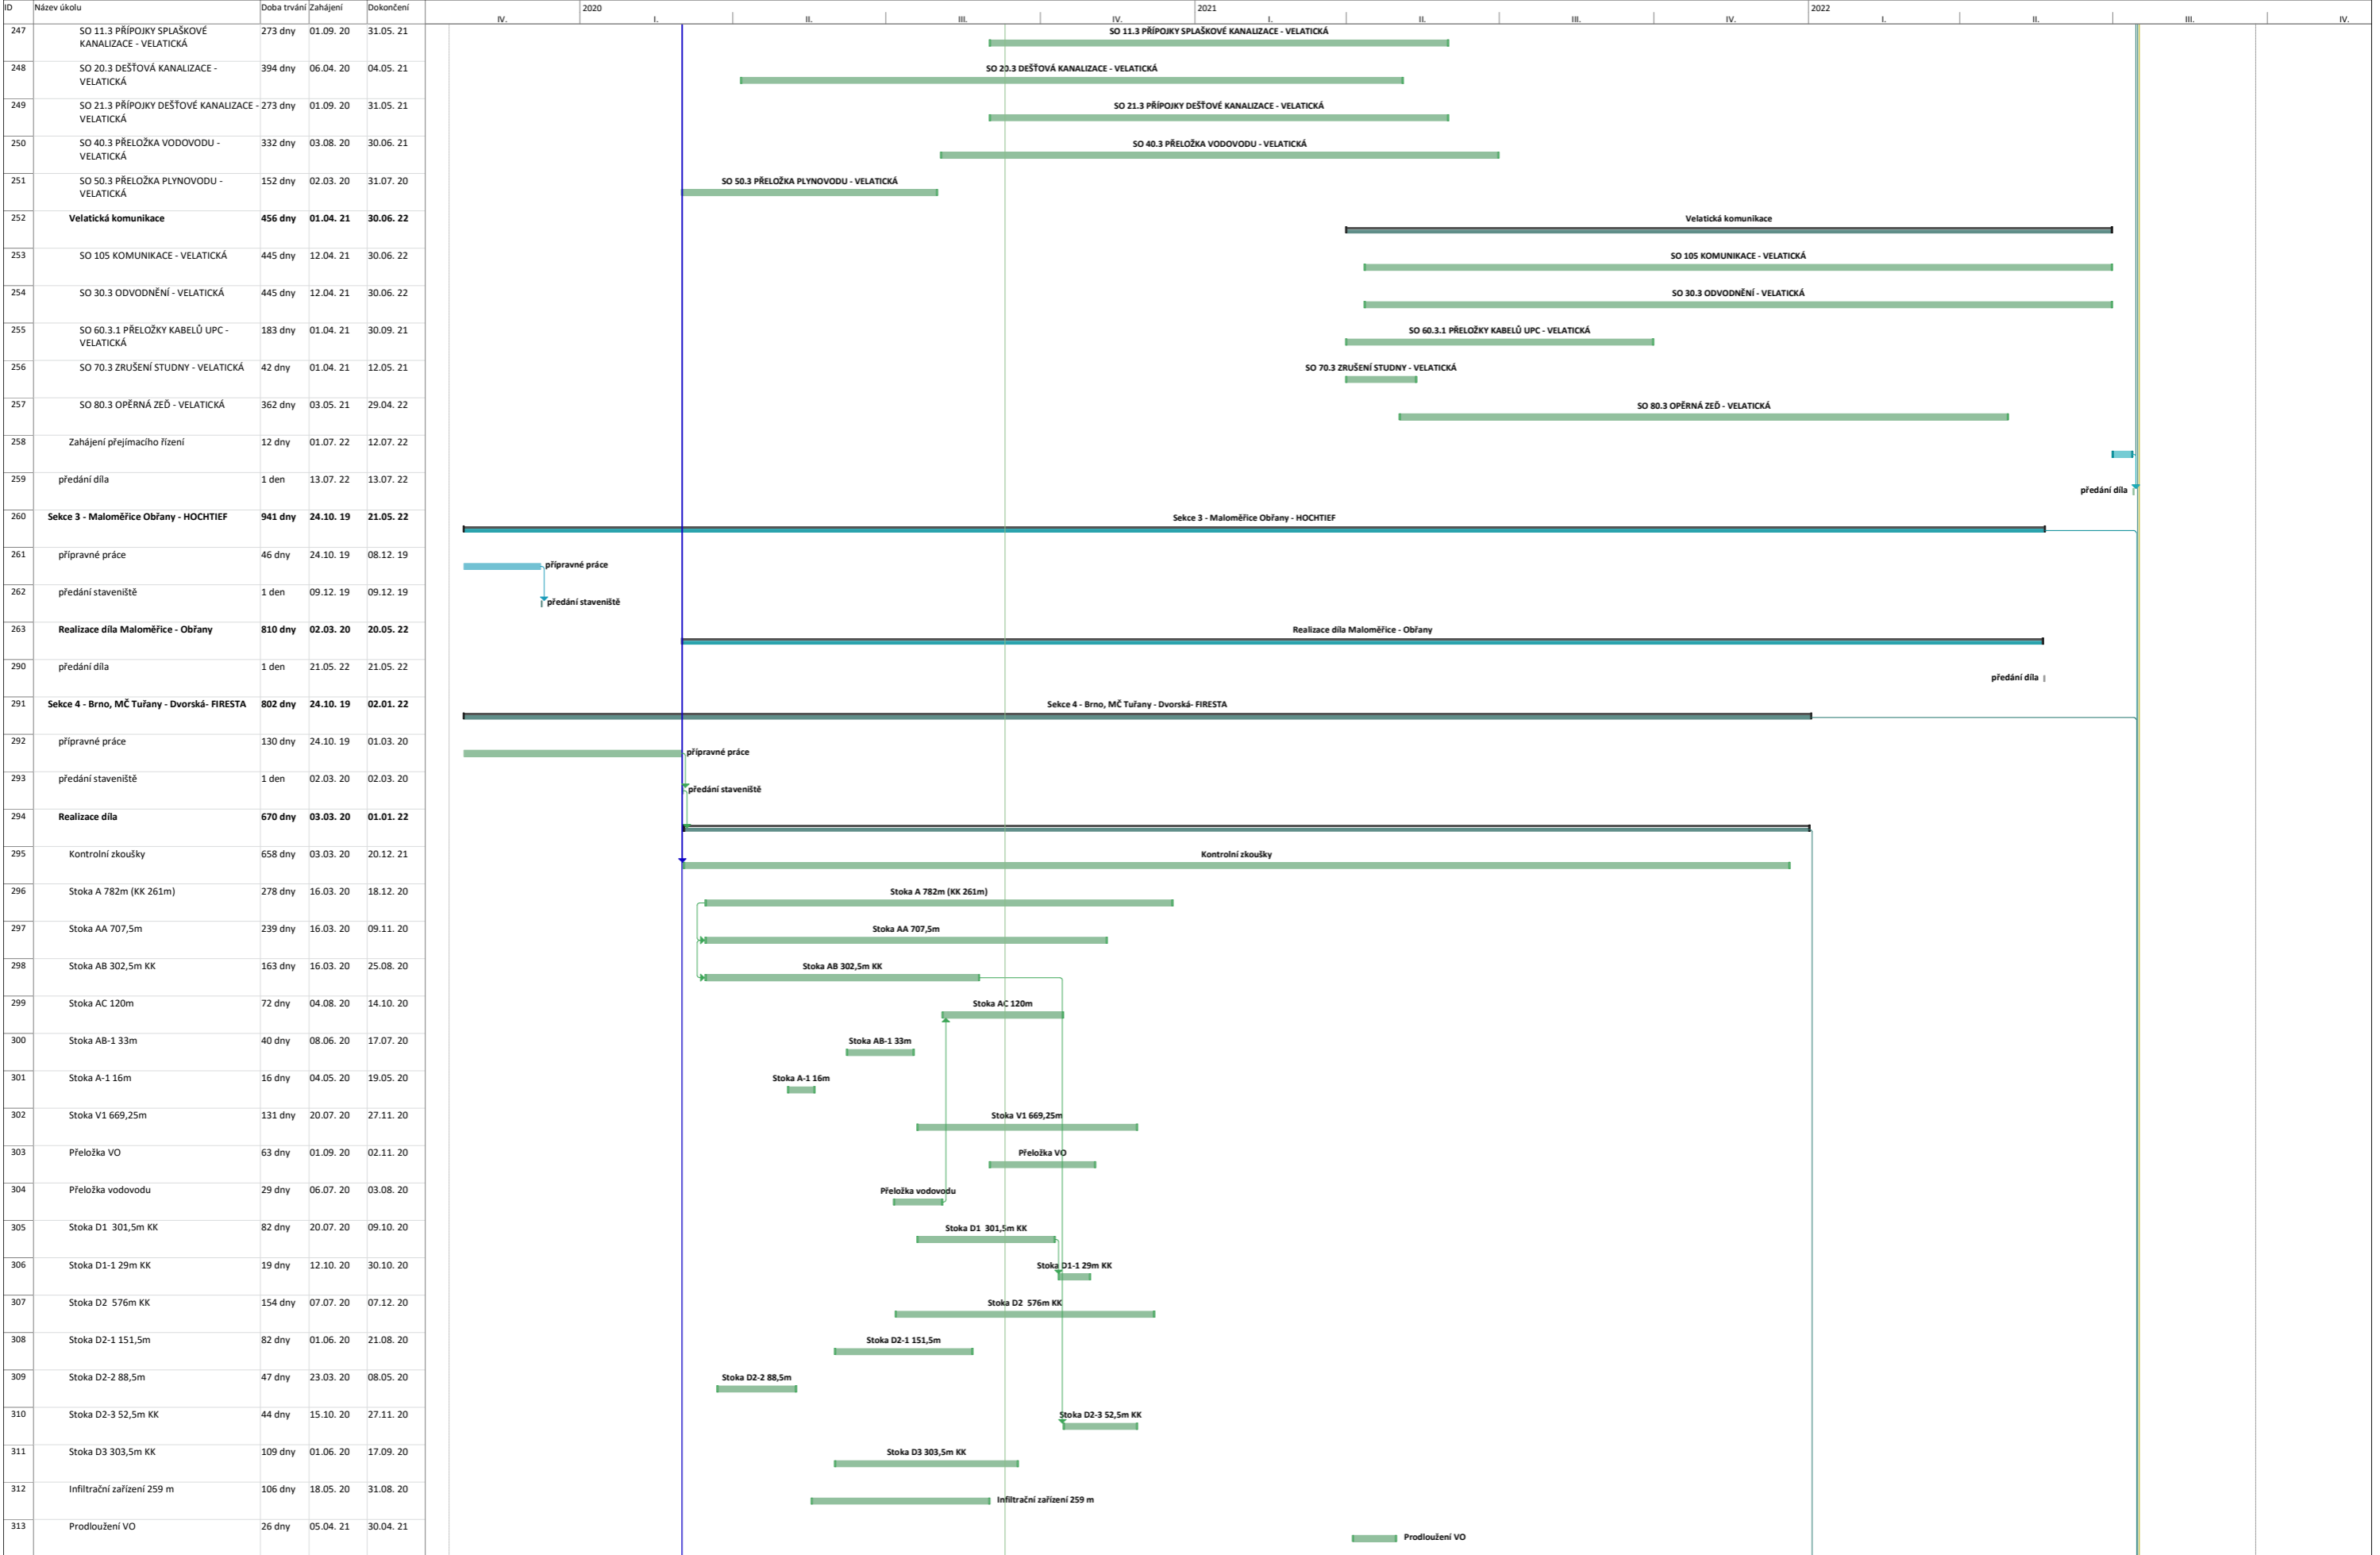 ID Název úkolu Doba trvání Zahájení Dokončení 2020 2021 2022
IV. I. II. III. IV. I. II. III. IV. I. II. III. IV.
247 SO 11.3 PŘÍPOJKY SPLAŠKOVÉ 273 dny 01.09. 20 31.05. 21 SO 11.3 PŘÍPOJKY SPLAŠKOVÉ KANALIZACE - VELATICKÁ
KANALIZACE - VELATICKÁ
248 SO 20.3 DEŠŤOVÁ KANALIZACE - 394 dny 06.04. 20 04.05. 21 SO 20.3 DEŠŤOVÁ KANALIZACE - VELATICKÁ
VELATICKÁ
249 SO 21.3 PŘÍPOJKY DEŠŤOVÉ KANALIZACE - 273 dny 01.09. 20 31.05. 21 SO 21.3 PŘÍPOJKY DEŠŤOVÉ KANALIZACE - VELATICKÁ
VELATICKÁ
250 SO 40.3 PŘELOŽKA VODOVODU - 332 dny 03.08. 20 30.06. 21 SO 40.3 PŘELOŽKA VODOVODU - VELATICKÁ
VELATICKÁ
251 SO 50.3 PŘELOŽKA PLYNOVODU - 152 dny 02.03. 20 31.07. 20 SO 50.3 PŘELOŽKA PLYNOVODU - VELATICKÁ
VELATICKÁ
252 Velatická komunikace 456 dny 01.04. 21 30.06. 22 Velatická komunikace
253 SO 105 KOMUNIKACE - VELATICKÁ 445 dny 12.04. 21 30.06. 22 SO 105 KOMUNIKACE - VELATICKÁ
254 SO 30.3 ODVODNĚNÍ - VELATICKÁ 445 dny 12.04. 21 30.06. 22 SO 30.3 ODVODNĚNÍ - VELATICKÁ
255 SO 60.3.1 PŘELOŽKY KABELŮ UPC - 183 dny 01.04. 21 30.09. 21 SO 60.3.1 PŘELOŽKY KABELŮ UPC - VELATICKÁ
VELATICKÁ
256 SO 70.3 ZRUŠENÍ STUDNY - VELATICKÁ 42 dny 01.04. 21 12.05. 21 SO 70.3 ZRUŠENÍ STUDNY - VELATICKÁ
257 SO 80.3 OPĚRNÁ ZEĎ - VELATICKÁ 362 dny 03.05. 21 29.04. 22 SO 80.3 OPĚRNÁ ZEĎ - VELATICKÁ
258 Zahájení přejímacího řízení 12 dny 01.07. 22 12.07. 22
259 předání díla 1 den 13.07. 22 13.07. 22 předání díla
260 Sekce 3 - Maloměřice Obřany - HOCHTIEF 941 dny 24.10. 19 21.05. 22 Sekce 3 - Maloměřice Obřany - HOCHTIEF
261 přípravné práce 46 dny 24.10. 19 08.12. 19 přípravné práce
262 předání staveniště 1 den 09.12. 19 09.12. 19 předání staveniště
263 Realizace díla Maloměřice - Obřany 810 dny 02.03. 20 20.05. 22 Realizace díla Maloměřice - Obřany
290 předání díla 1 den 21.05. 22 21.05. 22 předání díla
291 Sekce 4 - Brno, MČ Tuřany - Dvorská- FIRESTA 802 dny 24.10. 19 02.01. 22 Sekce 4 - Brno, MČ Tuřany - Dvorská- FIRESTA
292 přípravné práce 130 dny 24.10. 19 01.03. 20 přípravné práce
293 předání staveniště 1 den 02.03. 20 02.03. 20 předání staveniště
294 Realizace díla 670 dny 03.03. 20 01.01. 22
295 Kontrolní zkoušky 658 dny 03.03. 20 20.12. 21 Kontrolní zkoušky
296 Stoka A 782m (KK 261m) 278 dny 16.03. 20 18.12. 20 Stoka A 782m (KK 261m)
297 Stoka AA 707,5m 239 dny 16.03. 20 09.11. 20 Stoka AA 707,5m
298 Stoka AB 302,5m KK 163 dny 16.03. 20 25.08. 20 Stoka AB 302,5m KK
299 Stoka AC 120m 72 dny 04.08. 20 14.10. 20 Stoka AC 120m
300 Stoka AB-1 33m 40 dny 08.06. 20 17.07. 20 Stoka AB-1 33m
301 Stoka A-1 16m 16 dny 04.05. 20 19.05. 20 Stoka A-1 16m
302 Stoka V1 669,25m 131 dny 20.07. 20 27.11. 20 Stoka V1 669,25m
303 Přeložka VO 63 dny 01.09. 20 02.11. 20 Přeložka VO
304 Přeložka vodovodu 29 dny 06.07. 20 03.08. 20 Přeložka vodovodu
305 Stoka D1 301,5m KK 82 dny 20.07. 20 09.10. 20 Stoka D1 301,5m KK
306 Stoka D1-1 29m KK 19 dny 12.10. 20 30.10. 20 Stoka D1-1 29m KK
307 Stoka D2 576m KK 154 dny 07.07. 20 07.12. 20 Stoka D2 576m KK
308 Stoka D2-1 151,5m 82 dny 01.06. 20 21.08. 20 Stoka D2-1 151,5m
309 Stoka D2-2 88,5m 47 dny 23.03. 20 08.05. 20 Stoka D2-2 88,5m
310 Stoka D2-3 52,5m KK 44 dny 15.10. 20 27.11. 20 Stoka D2-3 52,5m KK
311 Stoka D3 303,5m KK 109 dny 01.06. 20 17.09. 20 Stoka D3 303,5m KK
312 Infiltrační zařízení 259 m 106 dny 18.05. 20 31.08. 20 Infiltrační zařízení 259 m
313 Prodloužení VO 26 dny 05.04. 21 30.04. 21 Prodloužení VO